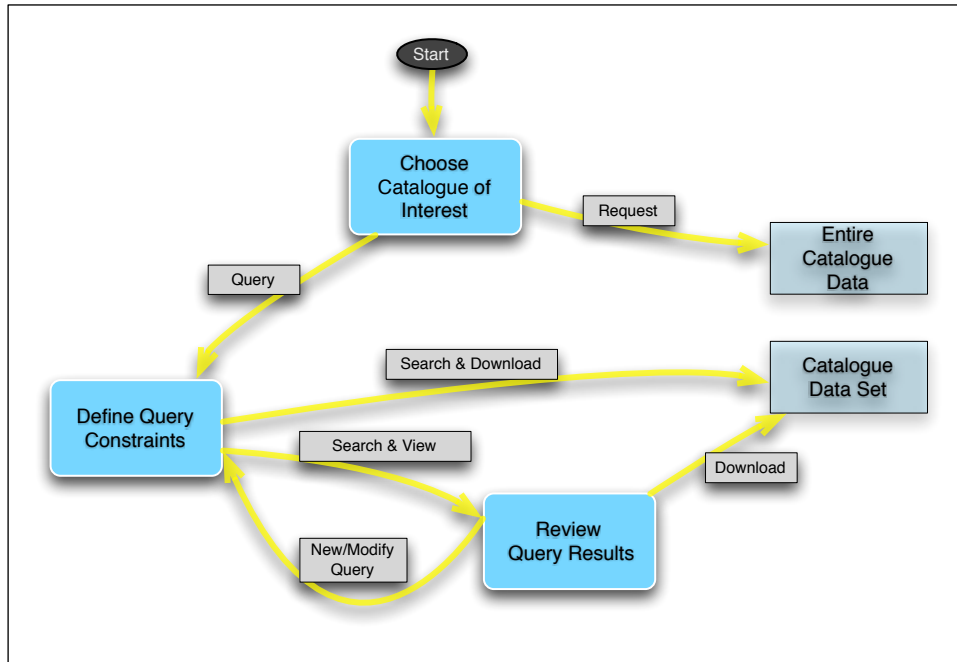 Start
Choose
Catalogue of
Interest
Request
Entire
Catalogue
Data
Query
Search & Download
Catalogue
Data Set
Define Query
Constraints
Search & View
Download
New/Modify
Query
Review
Query Results